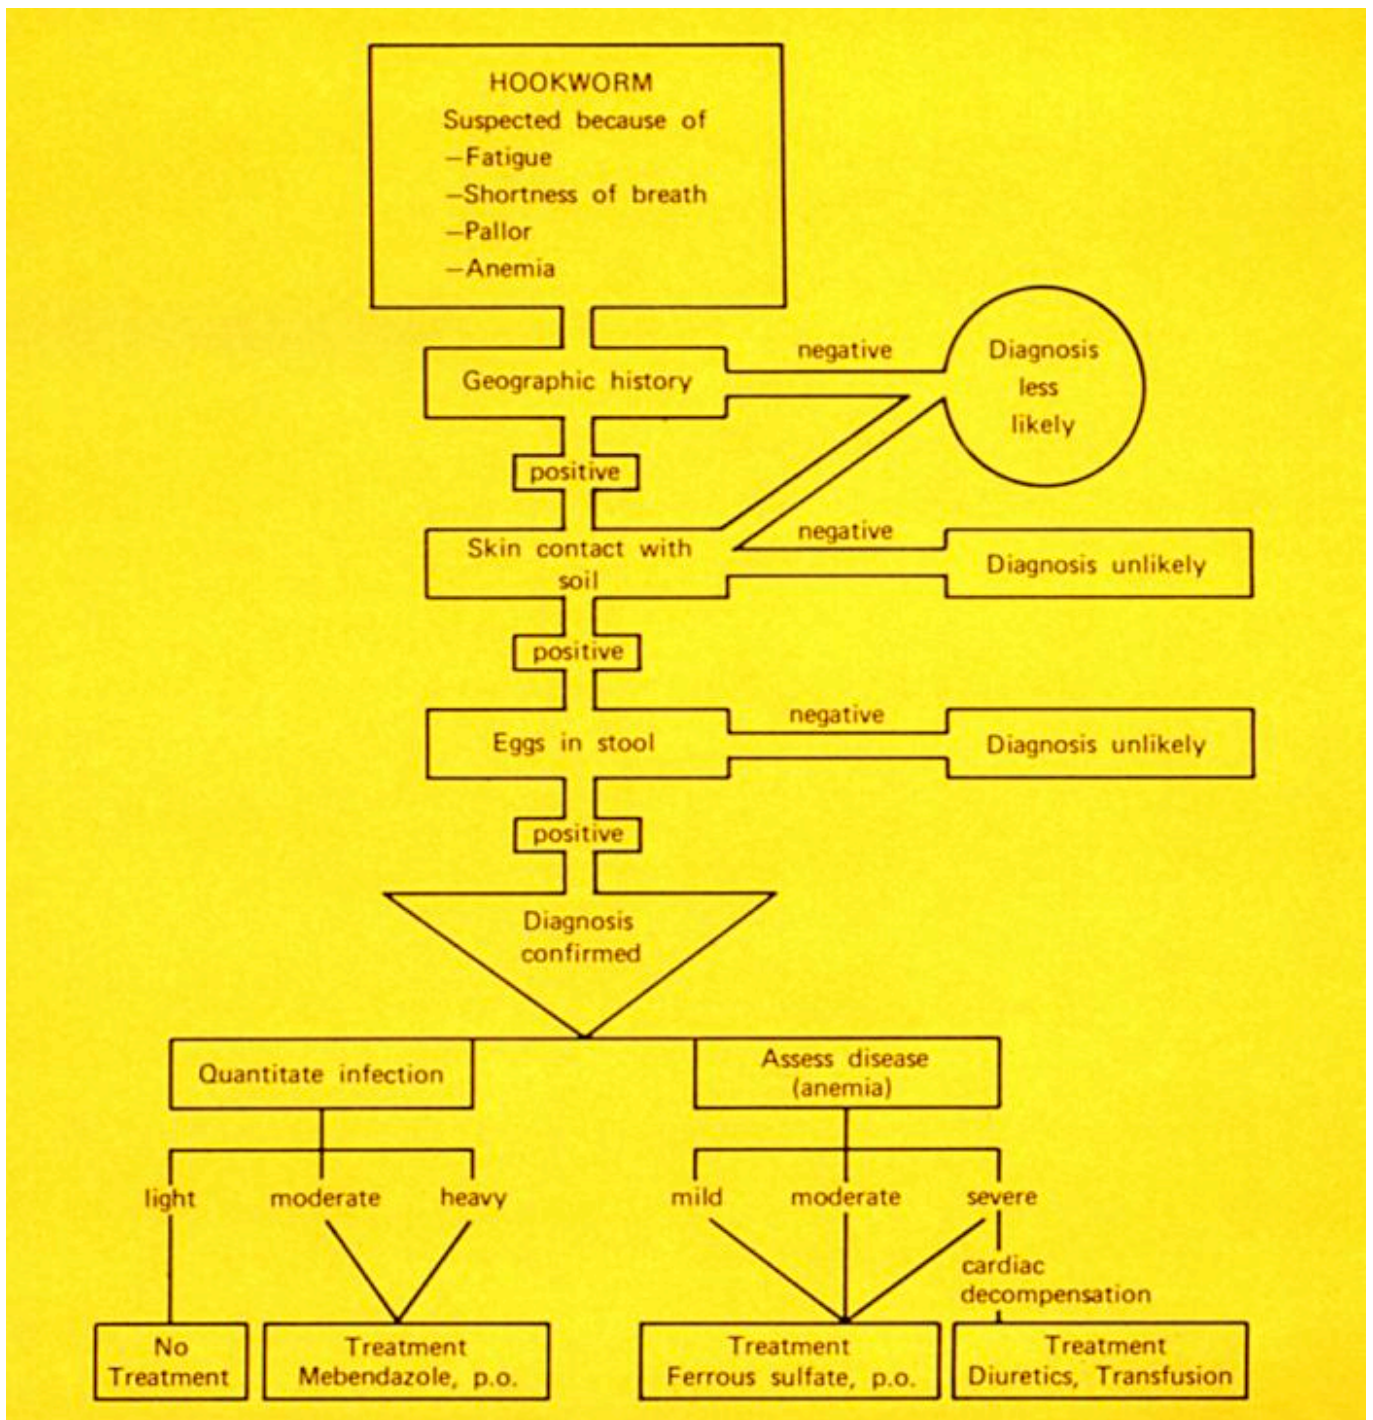 HOOKWORM
Suspected because of
—Fatigue
—Shortness of breath
—Pallor
—Anemia
Geographic history
negative
Diagnosis
less
likely
positive
Skin contact with
soil
negative
Diagnosis unlikely
positive
Eggs in stool
negative
Diagnosis unlikely
positive
Diagnosis
confirmed
Quantitate infection
Assess disease
(anemia)
light
moderate
heavy
mild
moderate
severe
cardiac
decompensation
No
Treatment
Treatment
Mebendazole, p.o.
Treatment
Ferrous sulfate, p.o.
Treatment
Diuretics, Transfusion